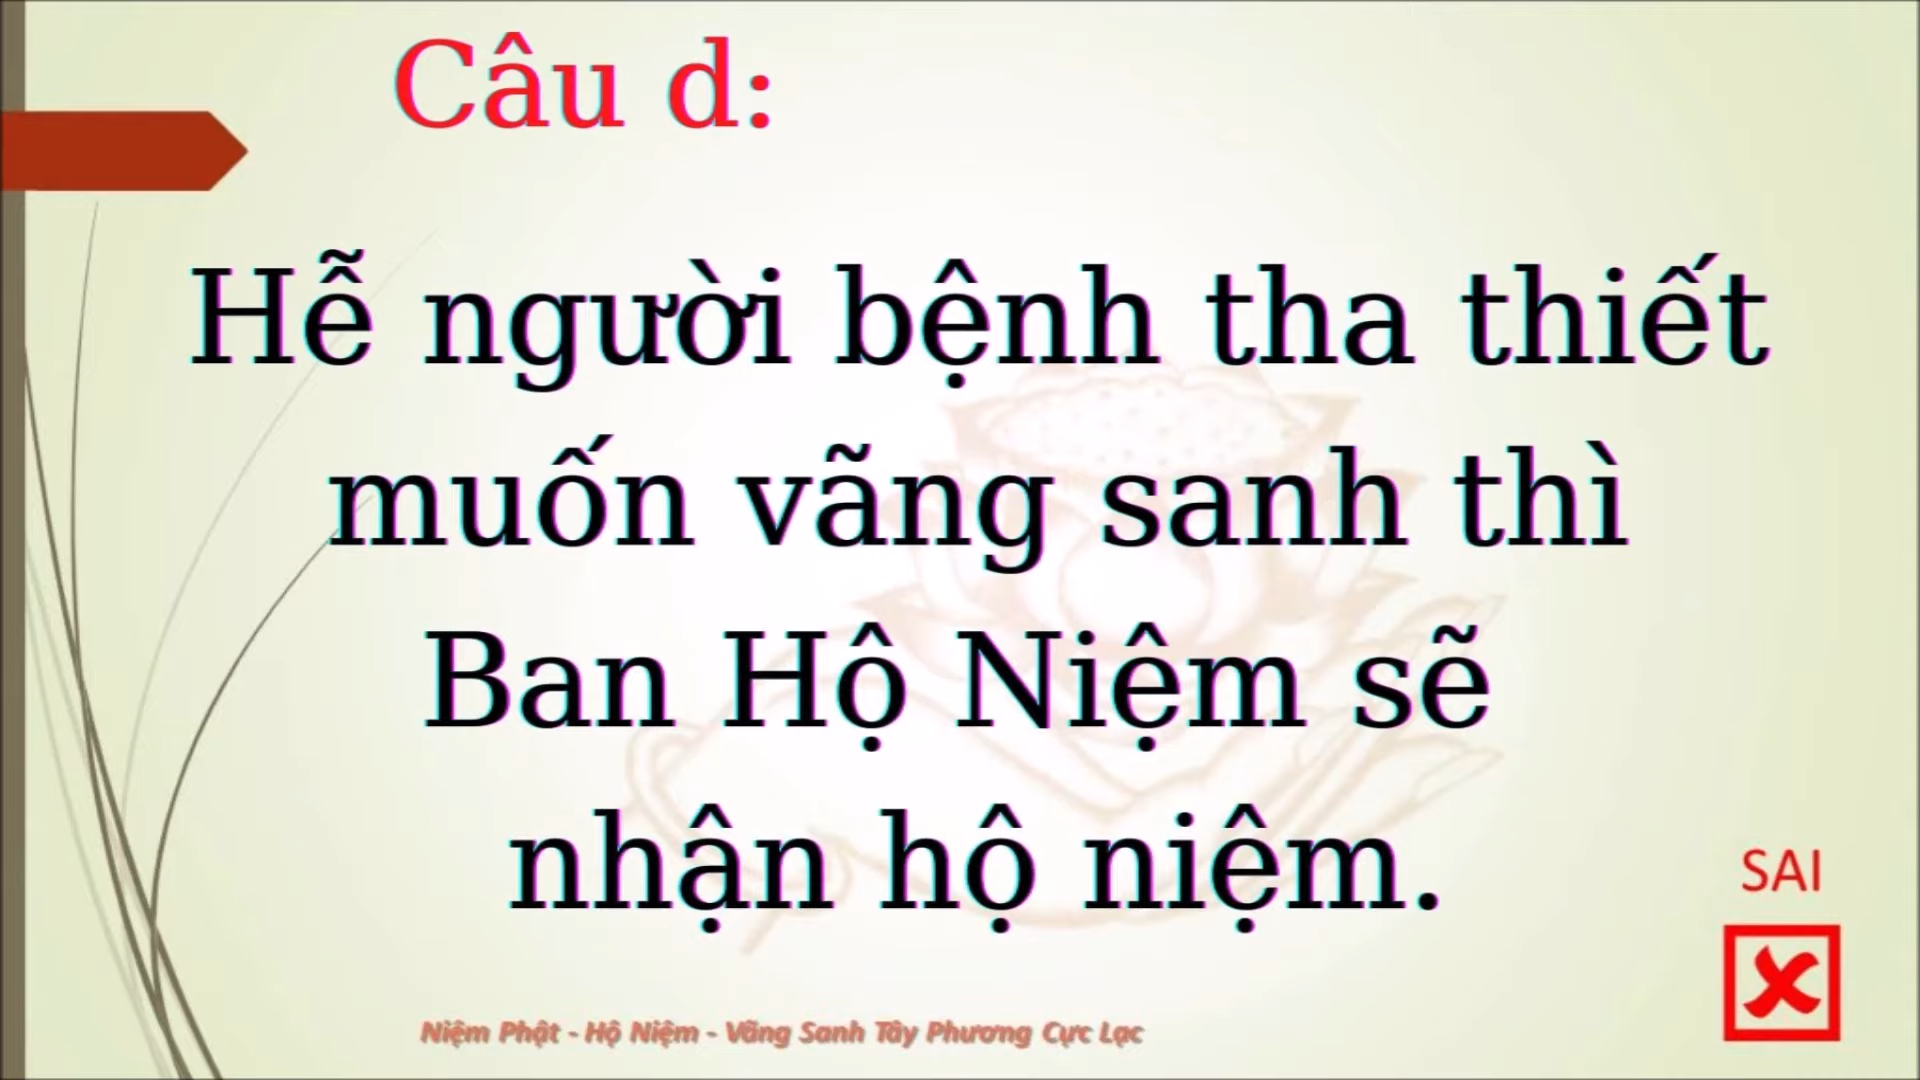 Câu d:
Hễ người bệnh tha thiết
muốn vãng sanh thì
Ban Hộ Niệm sẽ
nhận hộ niệm.
SAI
Niệm Phật - Hộ Niệm - Vãng Sanh Tây Phương Cực Lạc